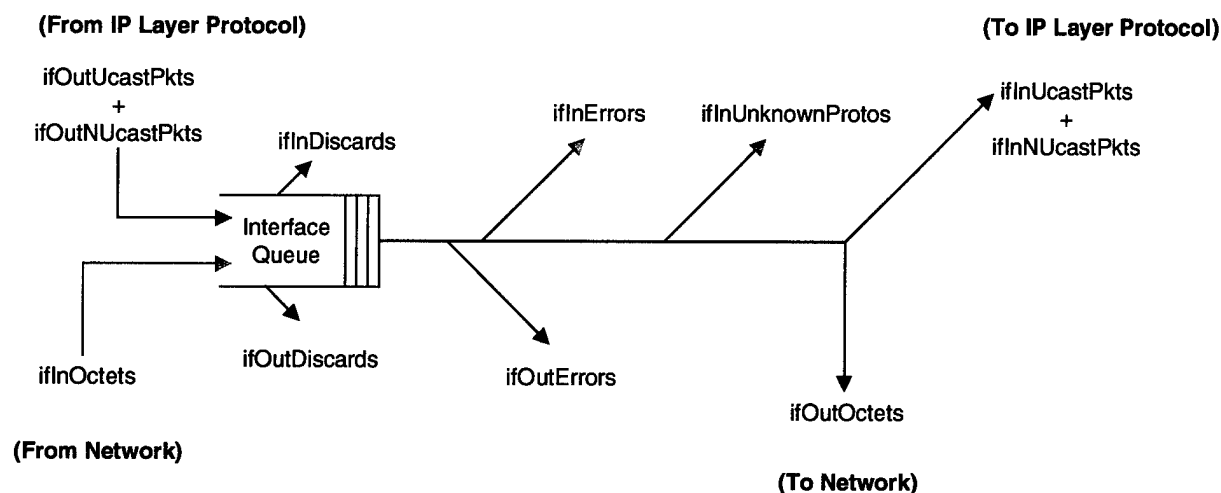 (From IP Layer Protocol)
(To IP Layer Protocol)
ifOutUcastPkts
+
ifOutNUcastPkts
ifInDiscards
ifInErrors
ifInUnknownProtos
ifInUcastPkts
+
ifInNUcastPkts
Interface
Queue
ifInOctets
ifOutDiscards
ifOutErrors
ifOutOctets
(From Network)
(To Network)